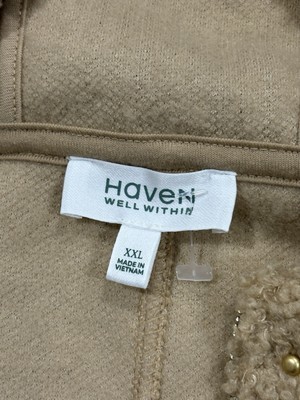 HaveN
WELL WITHIN
XXL
MADE IN
VIETNAM